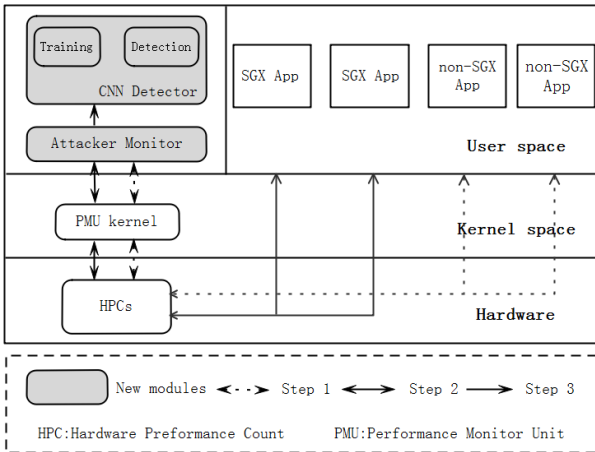 Training
Detection
CNN Detector
Attacker Monitor
SGX App
SGX App
non-SGX
App
non-SGX
App
User space
PMU kernel
Kernel space
HPCs
Hardware
New modules
Step 1
Step 2
Step 3
HPC:Hardware Preformance Count
PMU:Performance Monitor Unit